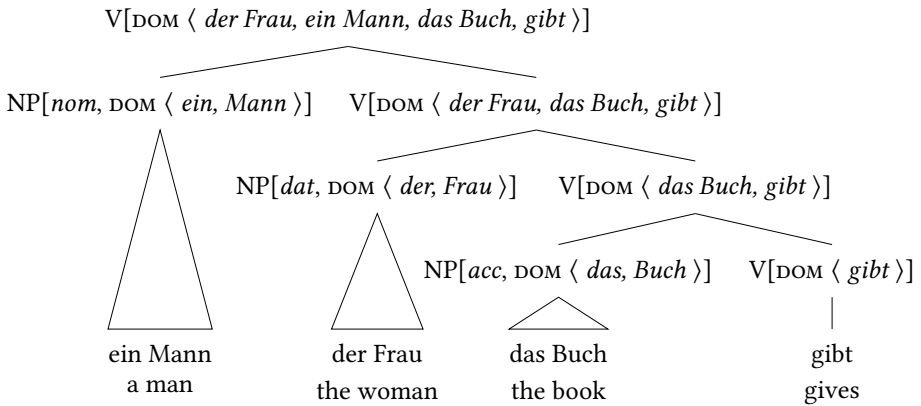 V[DOM ⟨ der Frau, ein Mann, das Buch, gibt ⟩]
NP[nom, DOM ⟨ ein, Mann ⟩] V[DOM ⟨ der Frau, das Buch, gibt ⟩]
NP[dat, DOM ⟨ der, Frau ⟩] V[DOM ⟨ das Buch, gibt ⟩]
NP[acc, DOM ⟨ das, Buch ⟩] V[DOM ⟨ gibt ⟩]
ein Mann der Frau das Buch gibt
a man the woman the book gives